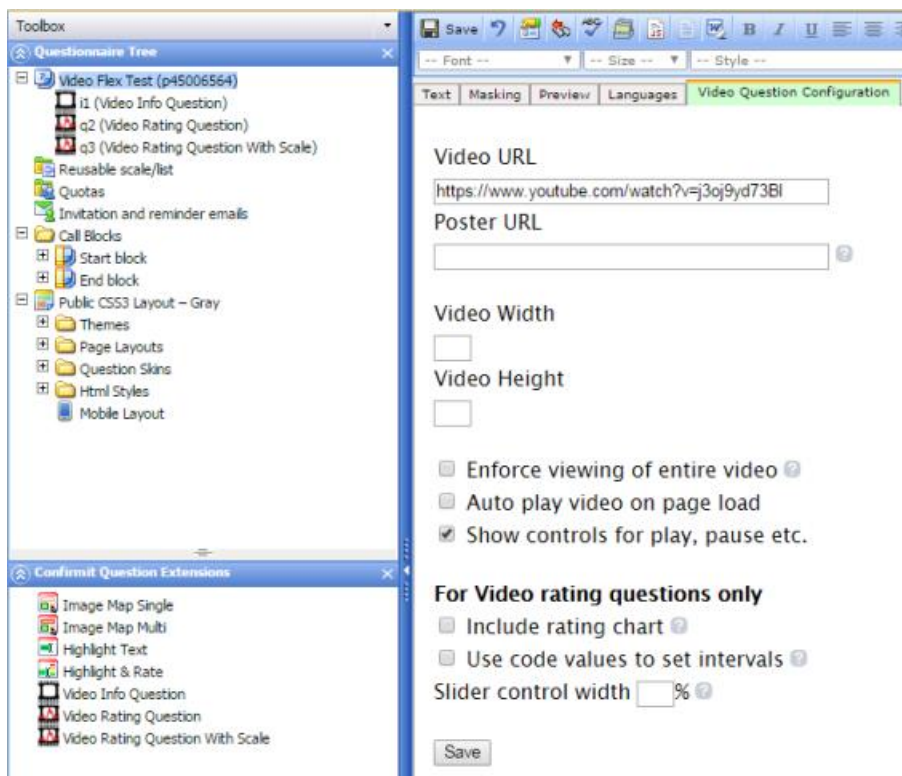 Toolbox
Questionnaire Tree
Video Flex Test (p45006564)
i1 (Video Info Question)
q2 (Video Rating Question)
q3 (Video Rating Question With Scale)
Reusable scale/list
Quotas
Invitation and reminder emails
Call Blocks
Start block
End block
Public CSS3 Layout – Gray
Themes
Page Layouts
Question Skins
Html Styles
Mobile Layout
Confirmit Question Extensions
Image Map Single
Image Map Multi
Highlight Text
Highlight & Rate
Video Info Question
Video Rating Question
Video Rating Question With Scale
Save ABC B I U
-- Font -- -- Size -- -- Style --
Text Masking Preview Languages Video Question Configuration
Video URL
https://www.youtube.com/watch?v=j3oj9yd73BI
Poster URL
?
Video Width
Video Height
Enforce viewing of entire video ?
Auto play video on page load
Show controls for play, pause etc.
For Video rating questions only
Include rating chart ?
Use code values to set intervals ?
Slider control width % ?
Save